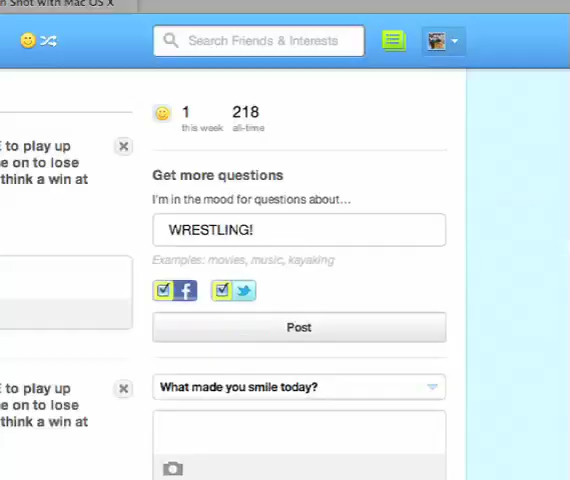 n Shot with Mac OS X
Search Friends & Interests
1 218
this week all-time
E to play up
e on to lose
think a win at
Get more questions
I'm in the mood for questions about...
WRESTLING!
Examples: movies, music, kayaking
Post
E to play up
e on to lose
think a win at
What made you smile today?